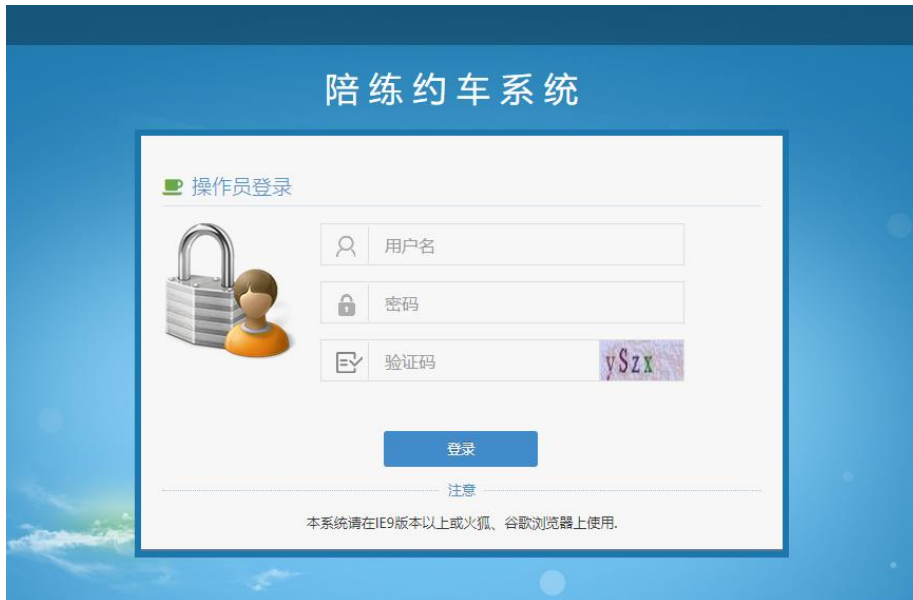 陪练约车系统
操作员登录
用户名
密码
验证码 ySzx
登录
注意
本系统请在IE9版本以上或火狐、谷歌浏览器上使用.